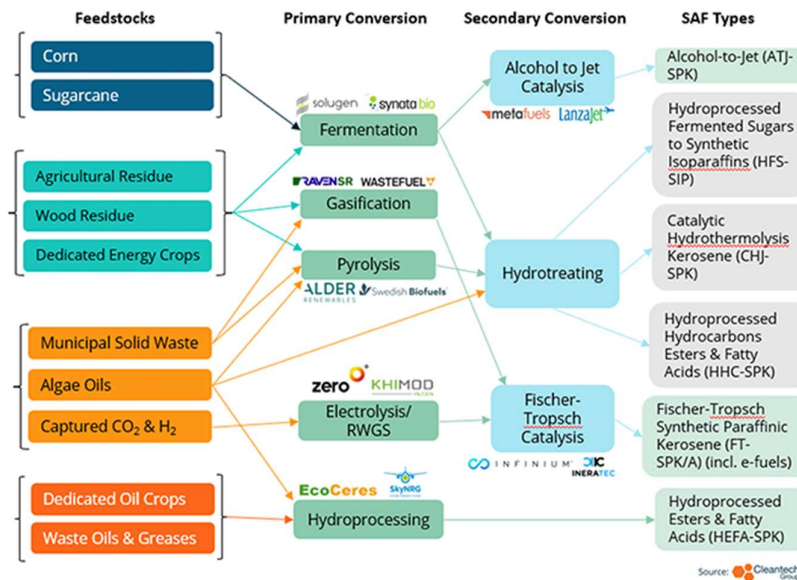 Feedstocks
Primary Conversion
Secondary Conversion
SAF Types
Corn
Sugarcane
Agricultural Residue
Wood Residue
Dedicated Energy Crops
Municipal Solid Waste
Algae Oils
Captured CO₂ & H₂
Dedicated Oil Crops
Waste Oils & Greases
solugen
synata bio
Fermentation
RAVENSR
WASTEFUEL
Gasification
Pyrolysis
ALDER
RENEWABLES
Swedish Biofuels
zero
KHIMOD
Electrolysis/
RWGS
EcoCeres
SkyNRG
Hydroprocessing
Alcohol to Jet
Catalysis
metafuels
LanzaJet
Hydrotreating
Fischer-
Tropsch
Catalysis
INFINIUM
INERATEC
Alcohol-to-Jet (ATJ-
SPK)
Hydroprocessed
Fermented Sugars
to Synthetic
Isoparaffins (HFS-
SIP)
Catalytic
Hydrothermolysis
Kerosene (CHJ-
SPK)
Hydroprocessed
Hydrocarbons
Esters & Fatty
Acids (HHC-SPK)
Fischer-Tropsch
Synthetic Paraffinic
Kerosene (FT-
SPK/A) (incl. e-fuels)
Hydroprocessed
Esters & Fatty
Acids (HEFA-SPK)
Source:
Cleantech
Group